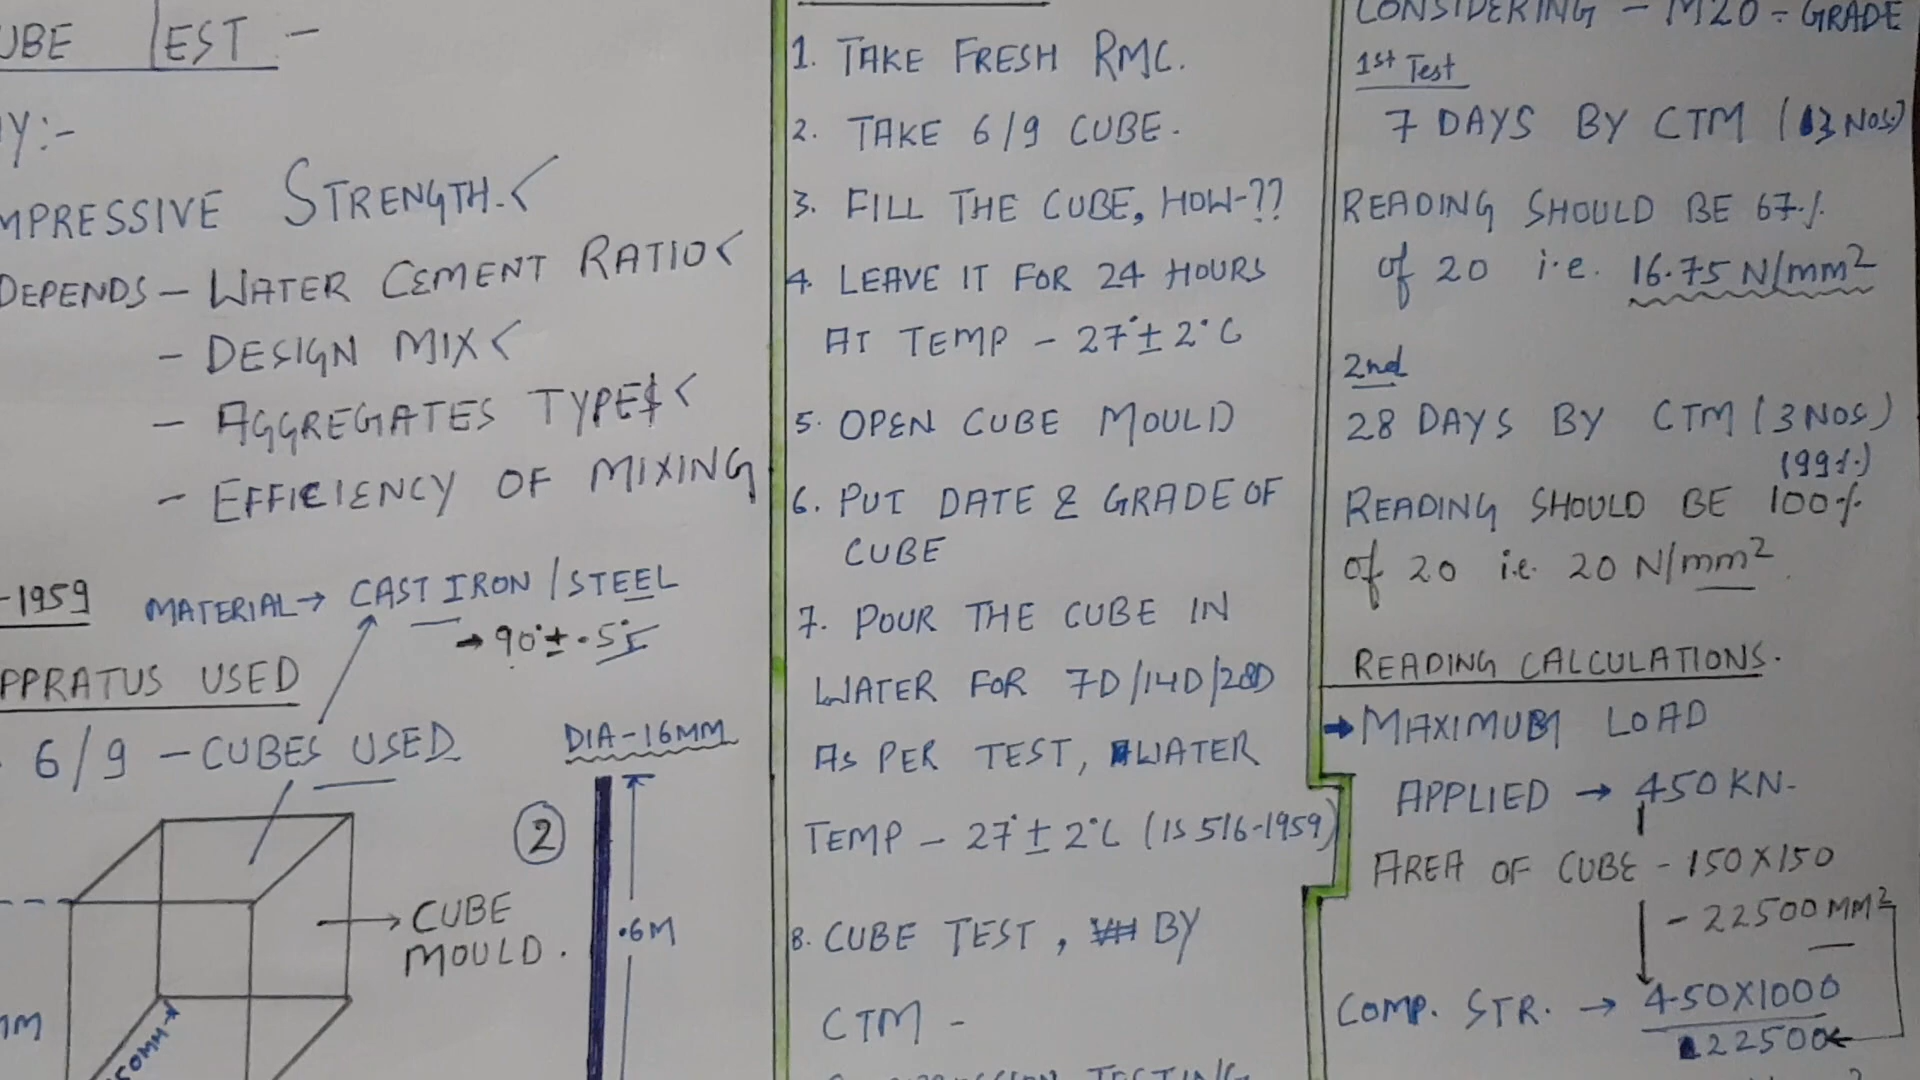 UBE TEST -
Y:-
MPRESSIVE STRENGTH.<
DEPENDS - WATER CEMENT RATIO<
- DESIGN MIX<
- AGGREGATES TYPES<
- EFFICIENCY OF MIXING
-1959
MATERIAL→ CAST IRON / STEEL
→ 90°± .5°
PPRATUS USED
6/9 - CUBES USED
DIA-16MM
2
.6M
→ CUBE
MOULD.
MM
50MM
1. TAKE FRESH RMC.
2. TAKE 6/9 CUBE.
3. FILL THE CUBE, HOW-??
4. LEAVE IT FOR 24 HOURS
AT TEMP - 27°± 2°C
5. OPEN CUBE MOULD
6. PUT DATE & GRADE OF
CUBE
7. POUR THE CUBE IN
WATER FOR 7D/14D/28D
AS PER TEST, WATER
TEMP - 27°± 2°C (IS 516-1959)
8. CUBE TEST, BY
CTM -
TESTING
CONSIDERING - M20 - GRADE
1st Test
7 DAYS BY CTM (3 NOS)
READING SHOULD BE 67%
of 20 i.e. 16.75 N/mm²
2nd
28 DAYS BY CTM (3 NOS)
(99%)
READING SHOULD BE 100%
of 20 i.e. 20 N/mm²
READING CALCULATIONS.
→ MAXIMUM LOAD
APPLIED → 450 KN-
AREA OF CUBE - 150X150
- 22500 MM²
COMP. STR. → 450X1000
22500